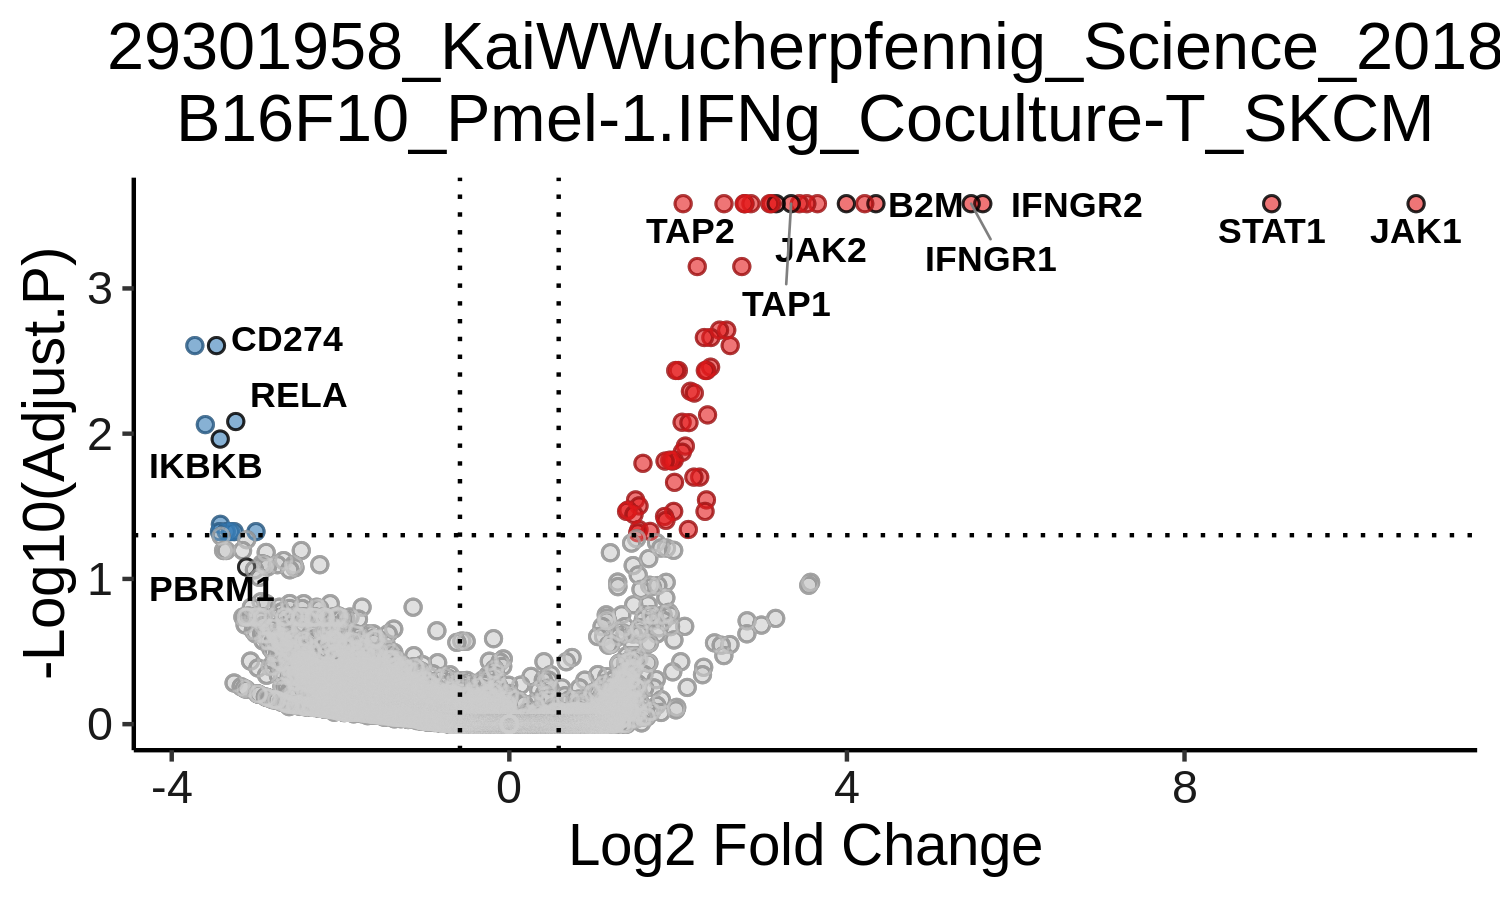 29301958_KaiWWucherpfennig_Science_2018
B16F10_Pmel-1.IFNg_Coculture-T_SKCM
B2M IFNGR2
TAP2 STAT1 JAK1
JAK2
IFNGR1
TAP1
CD274
RELA
IKBKB
PBRM1
-Log10(Adjust.P)
3
2
1
0
-4 0 4 8
Log2 Fold Change